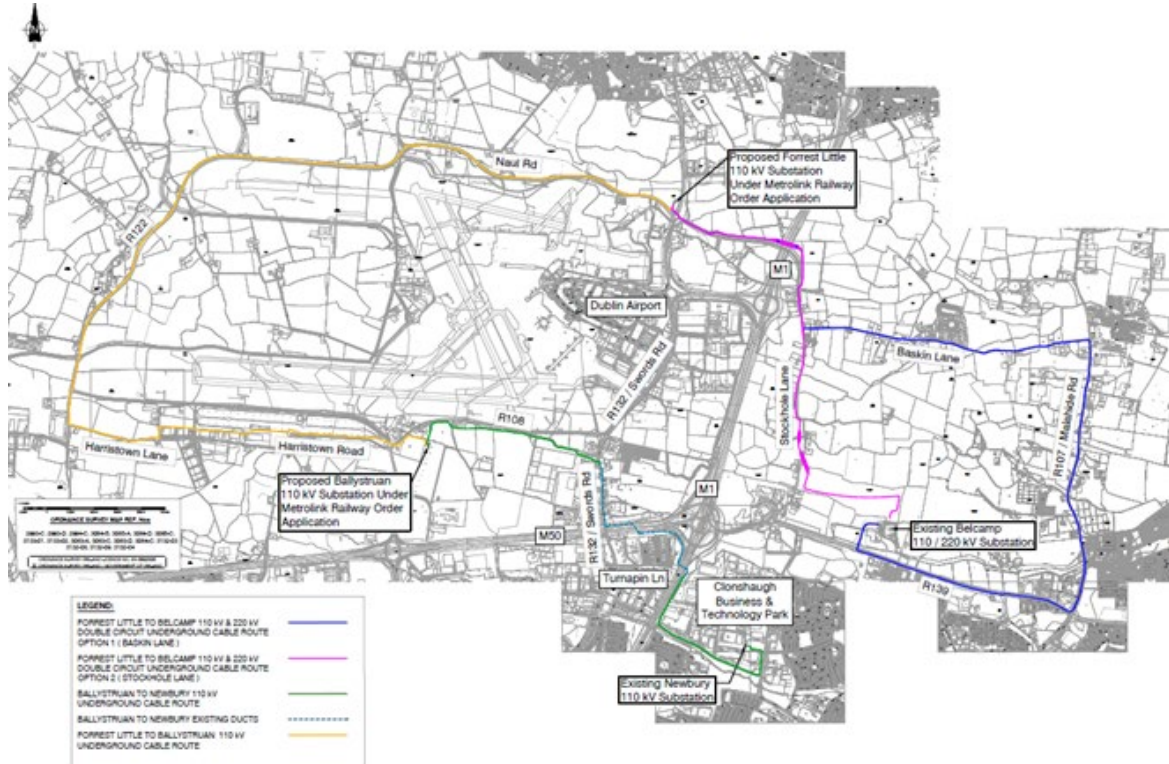 Naul Rd
Proposed Forrest Little
110 kV Substation
Under Metrolink Railway
Order Application
R122
M1
Dublin Airport
R132 / Swords Rd
Baskin Lane
Stockhole Lane
R107 / Malahide Rd
R108
Harristown Lane
Harristown Road
Proposed Ballystruan
110 kV Substation Under
Metrolink Railway Order
Application
M1
R132 / Swords Rd
M50
Existing Belcamp
110 / 220 kV Substation
R139
Turnapin Ln
Clonshaugh
Business &
Technology Park
Existing Newbury
110 kV Substation
ORDNANCE SURVEY MAP REF. Nos
LEGEND:
FORREST LITTLE TO BELCAMP 110 kV & 220 kV
DOUBLE CIRCUIT UNDERGROUND CABLE ROUTE
OPTION 1 ( BASKIN LANE )
FORREST LITTLE TO BELCAMP 110 kV & 220 kV
DOUBLE CIRCUIT UNDERGROUND CABLE ROUTE
OPTION 2 ( STOCKHOLE LANE )
BALLYSTRUAN TO NEWBURY 110 kV
UNDERGROUND CABLE ROUTE
BALLYSTRUAN TO NEWBURY EXISTING DUCTS
FORREST LITTLE TO BALLYSTRUAN 110 kV
UNDERGROUND CABLE ROUTE